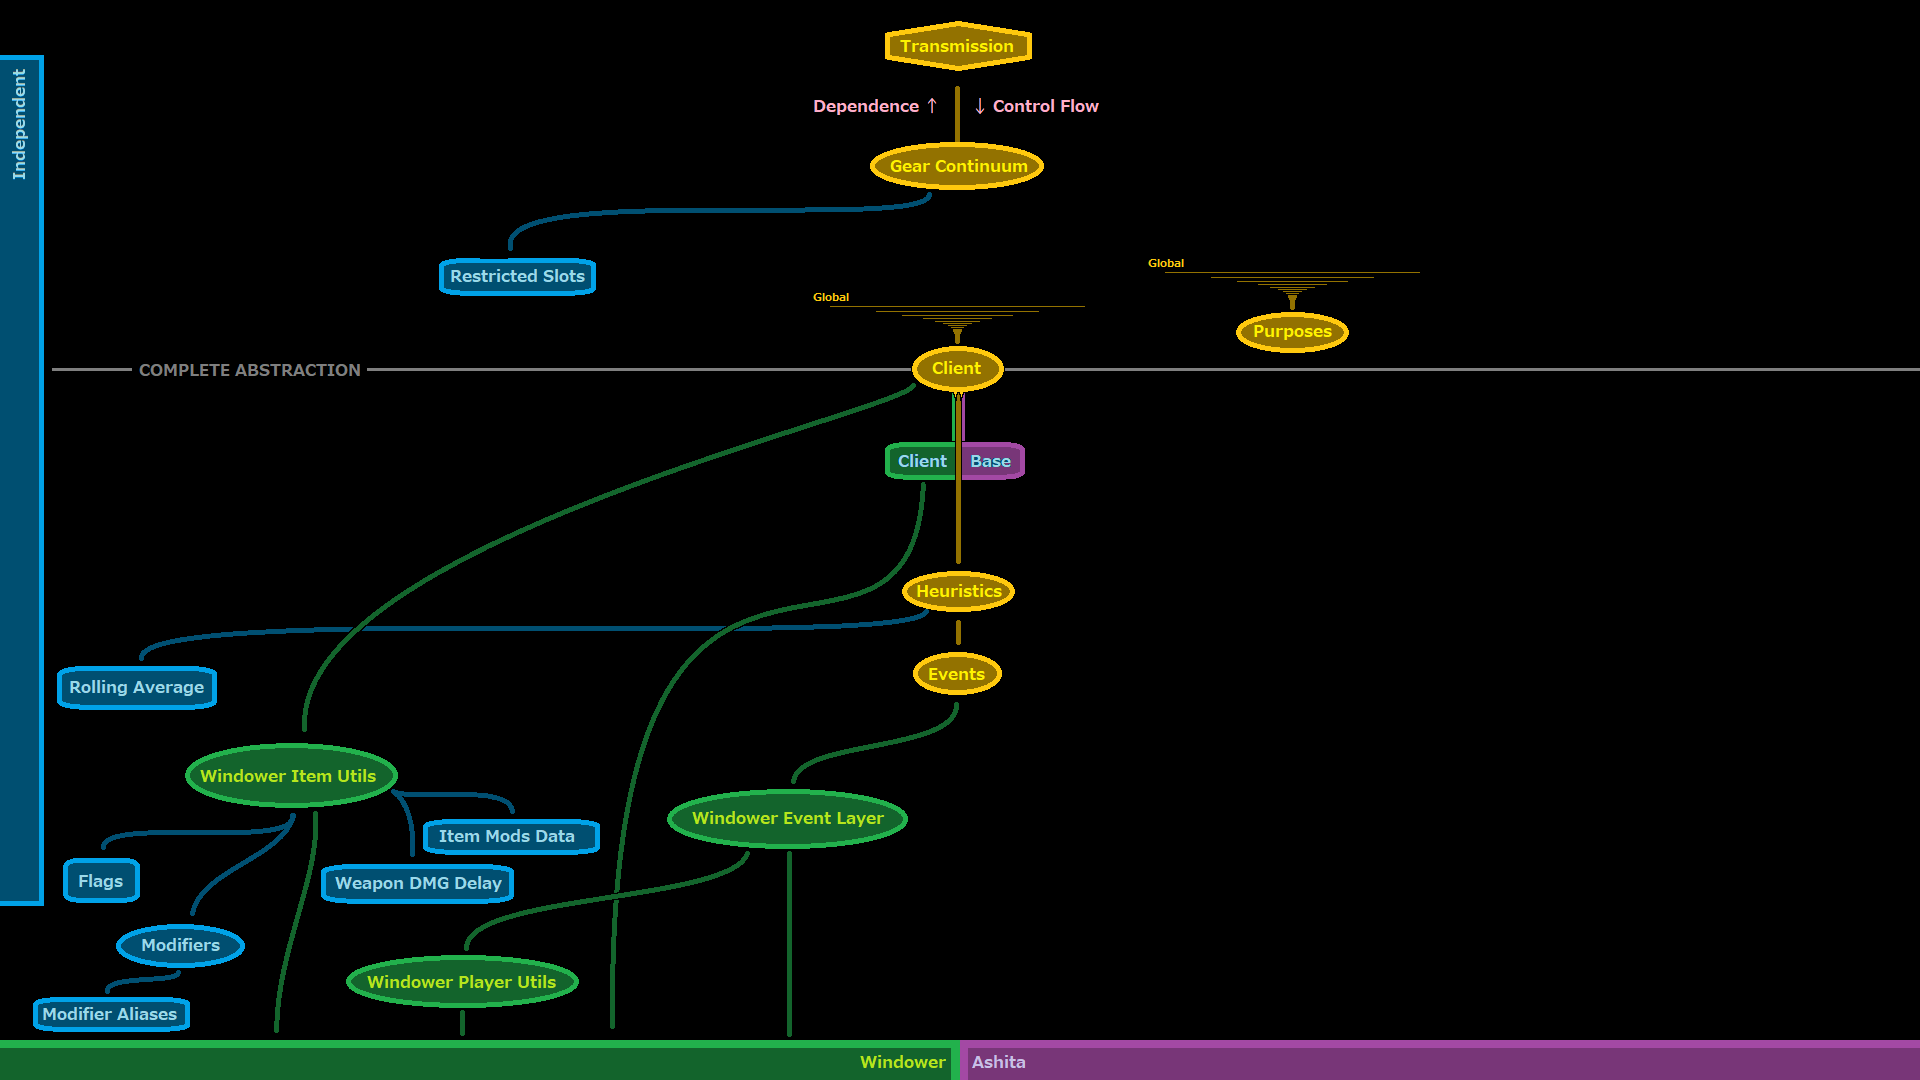 Transmission
Dependence ↑
↓ Control Flow
Gear Continuum
Independent
Restricted Slots
Global
Purposes
Global
Client
COMPLETE ABSTRACTION
Client
Base
Heuristics
Events
Rolling Average
Windower Item Utils
Windower Event Layer
Item Mods Data
Flags
Weapon DMG Delay
Modifiers
Windower Player Utils
Modifier Aliases
Windower
Ashita